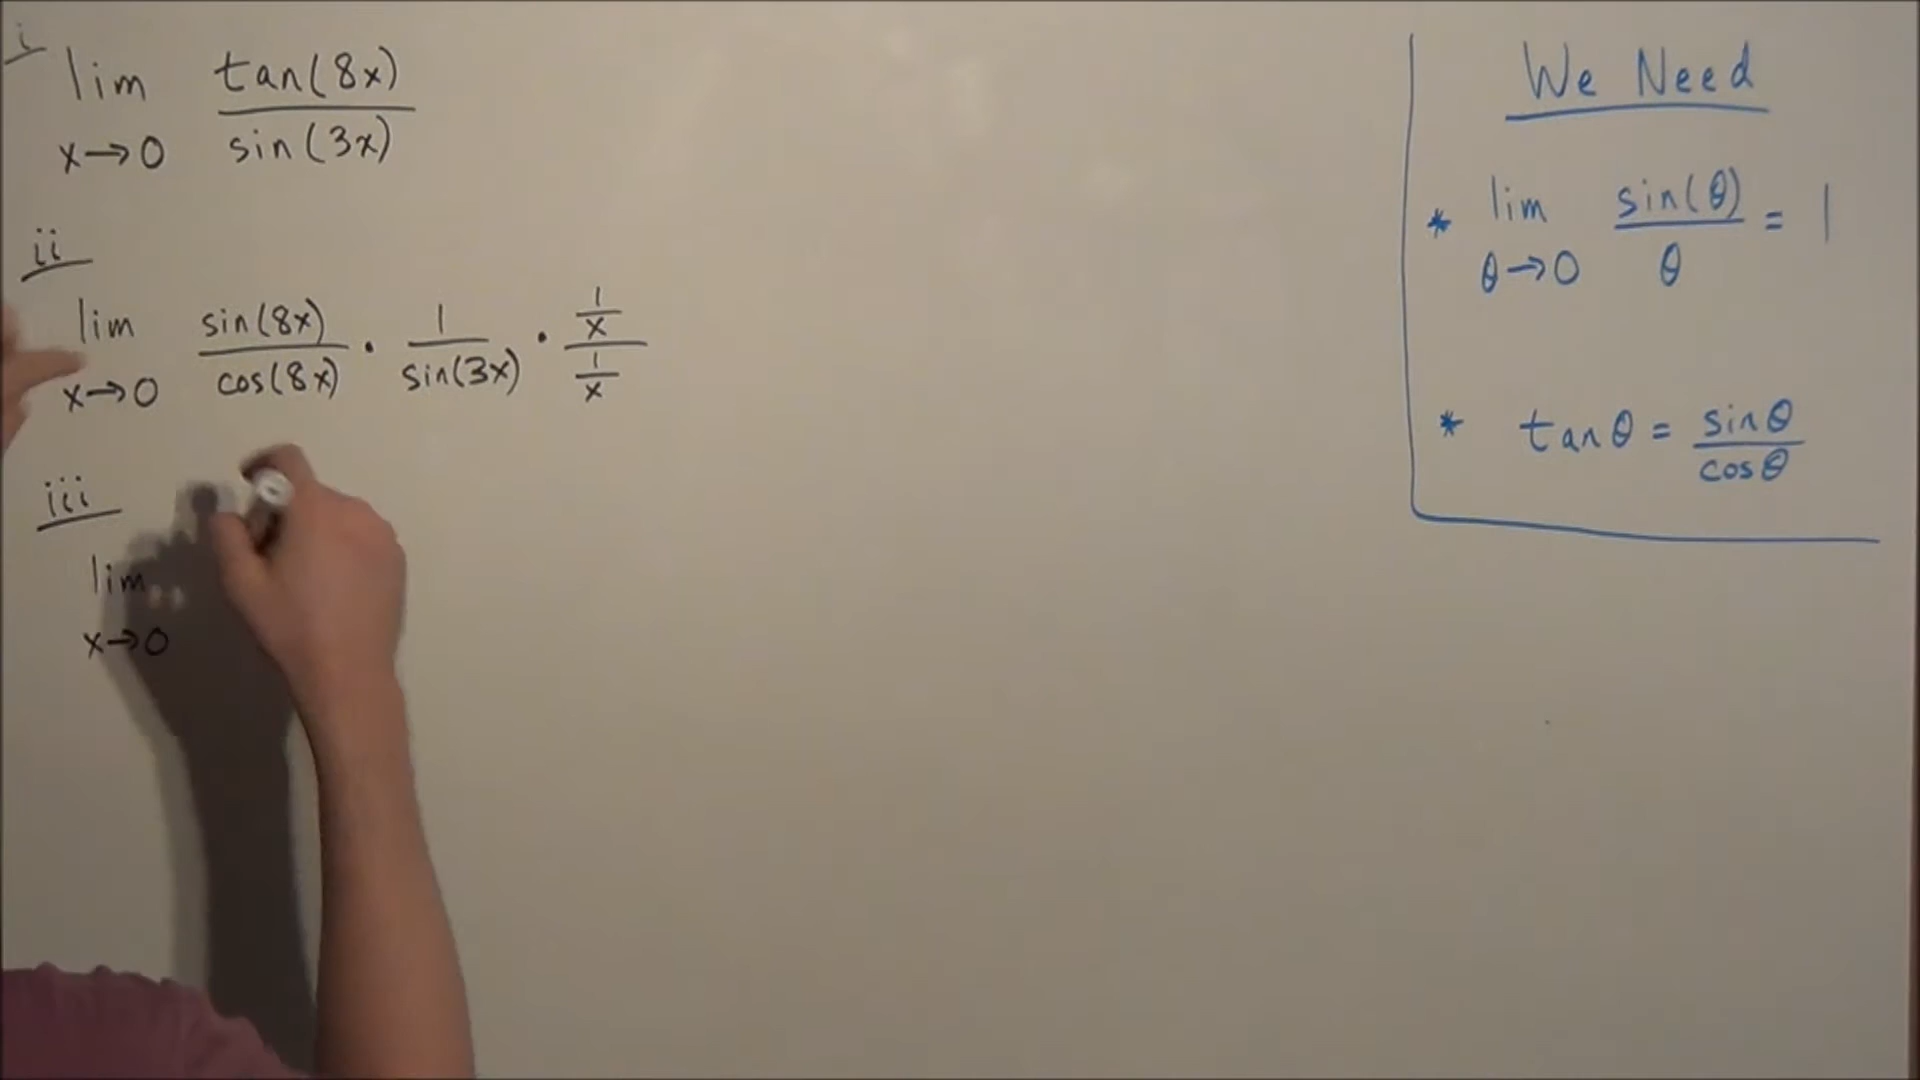 i
lim x→0 tan(8x)/sin(3x)
ii
lim x→0 sin(8x)/cos(8x) · 1/sin(3x) · (1/x)/(1/x)
iii
lim x→0
We Need
* lim θ→0 sin(θ)/θ = 1
* tanθ = sinθ/cosθ